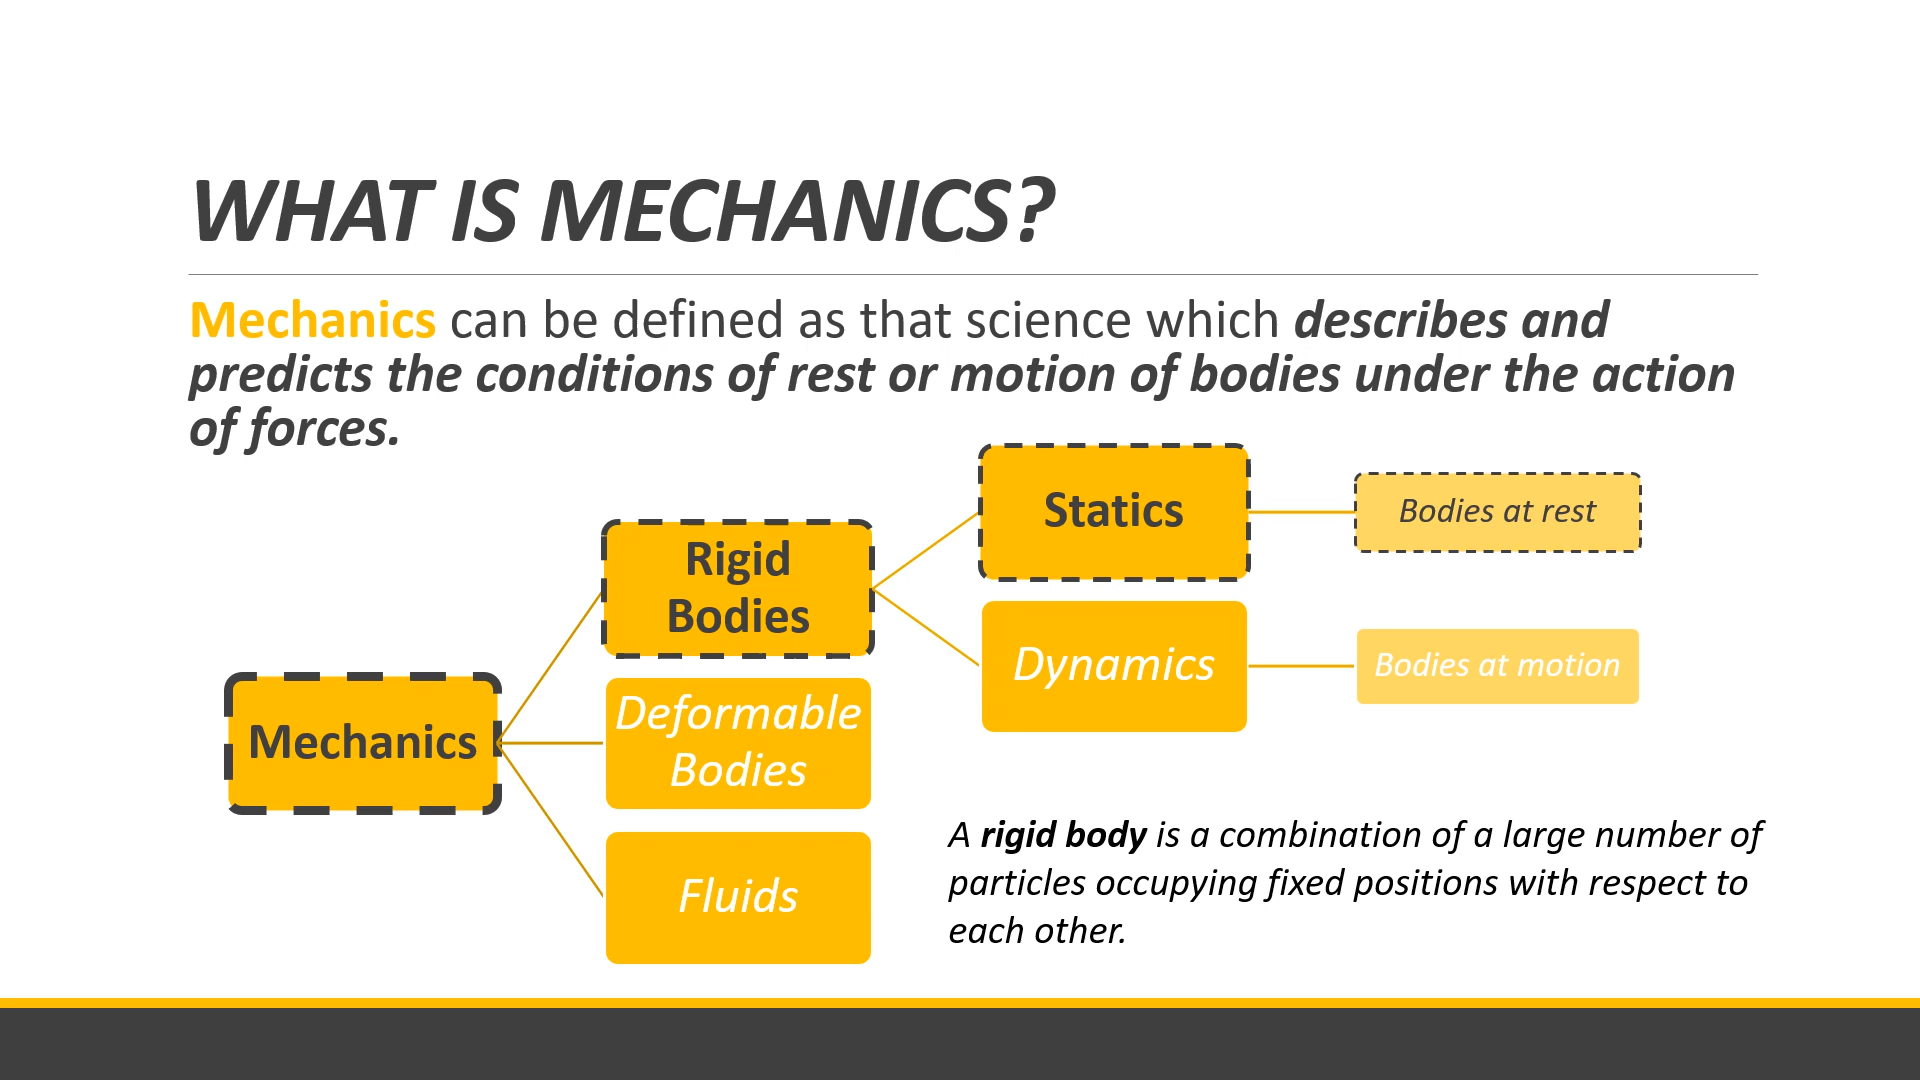 WHAT IS MECHANICS?
Mechanics can be defined as that science which describes and
predicts the conditions of rest or motion of bodies under the action
of forces.
Mechanics
Rigid
Bodies
Deformable
Bodies
Fluids
Statics
Dynamics
Bodies at rest
Bodies at motion
A rigid body is a combination of a large number of
particles occupying fixed positions with respect to
each other.